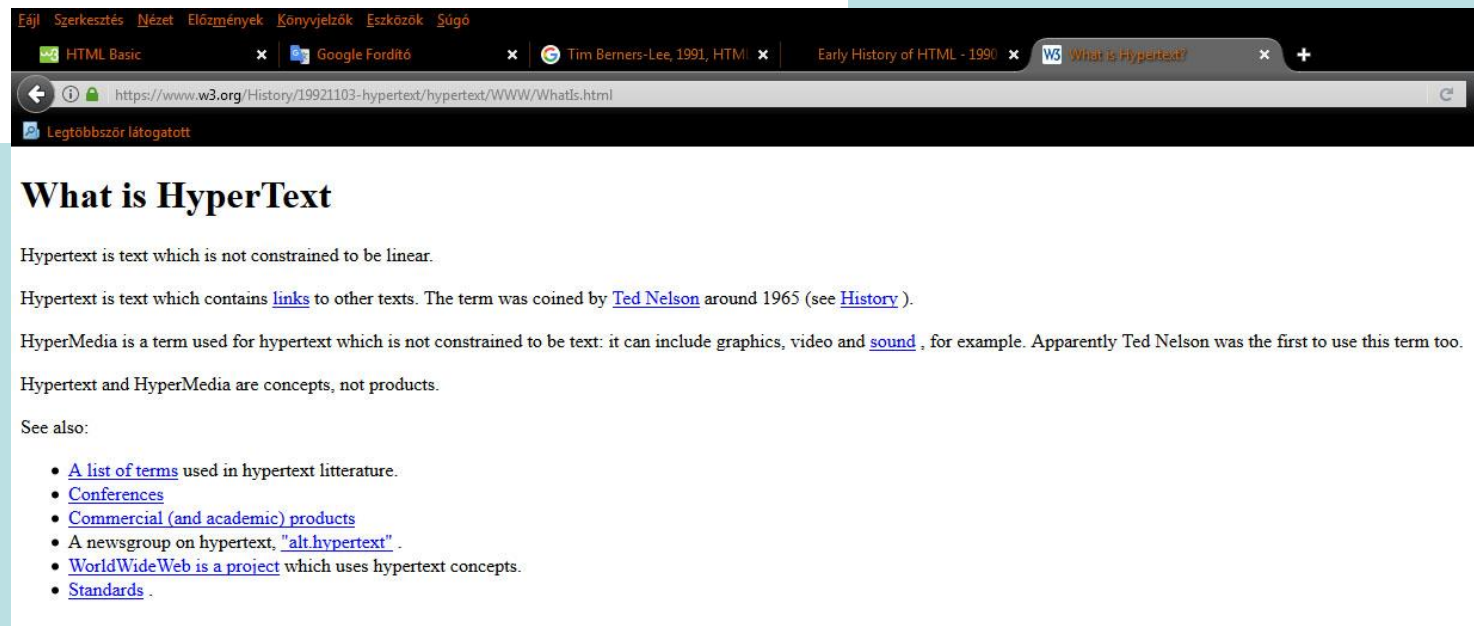 Fájl Szerkesztés Nézet Előzmények Könyvjelzők Eszközök Súgó
HTML Basic Google Fordító Tim Berners-Lee, 1991, HTML Early History of HTML - 1990 What is Hypertext?
https://www.w3.org/History/19921103-hypertext/hypertext/WWW/WhatIs.html
Legtöbbször látogatott
What is HyperText
Hypertext is text which is not constrained to be linear.
Hypertext is text which contains links to other texts. The term was coined by Ted Nelson around 1965 (see History ).
HyperMedia is a term used for hypertext which is not constrained to be text: it can include graphics, video and sound , for example. Apparently Ted Nelson was the first to use this term too.
Hypertext and HyperMedia are concepts, not products.
See also:
• A list of terms used in hypertext litterature.
• Conferences
• Commercial (and academic) products
• A newsgroup on hypertext, "alt.hypertext" .
• WorldWideWeb is a project which uses hypertext concepts.
• Standards .